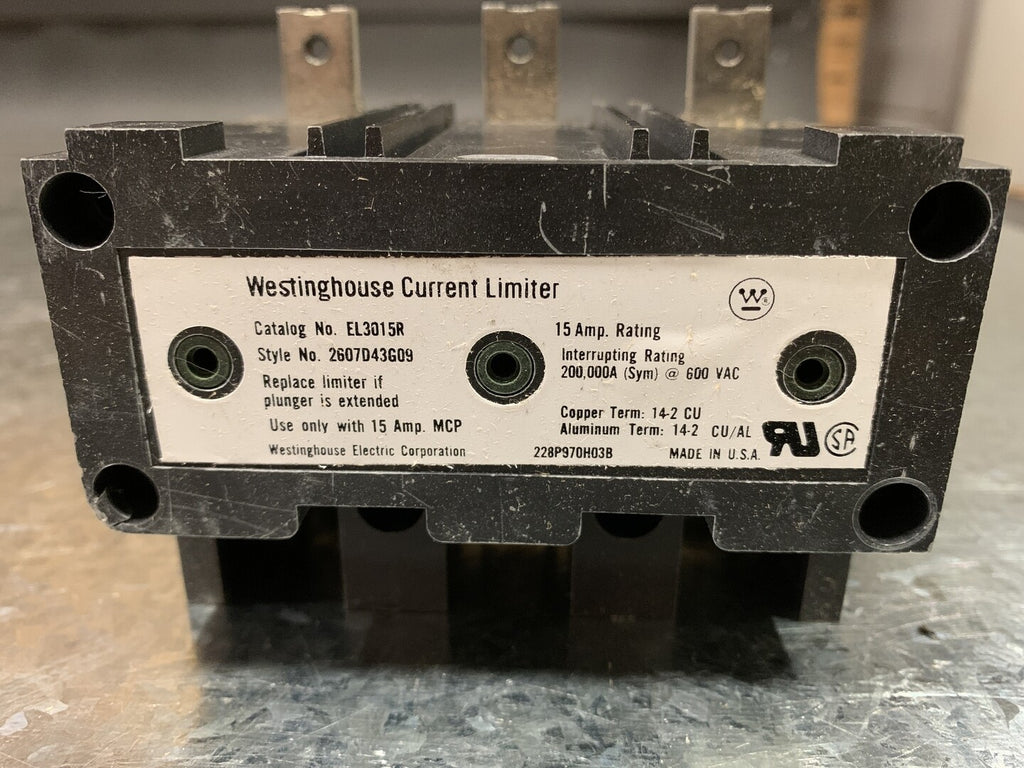 Westinghouse Current Limiter
W
Catalog No. EL3015R
15 Amp. Rating
Style No. 2607D43G09
Interrupting Rating
200,000A (Sym) @ 600 VAC
Replace limiter if
plunger is extended
Use only with 15 Amp. MCP
Copper Term: 14-2 CU
Aluminum Term: 14-2 CU/AL
Westinghouse Electric Corporation
228P970H03B
MADE IN U.S.A.
RU
SA